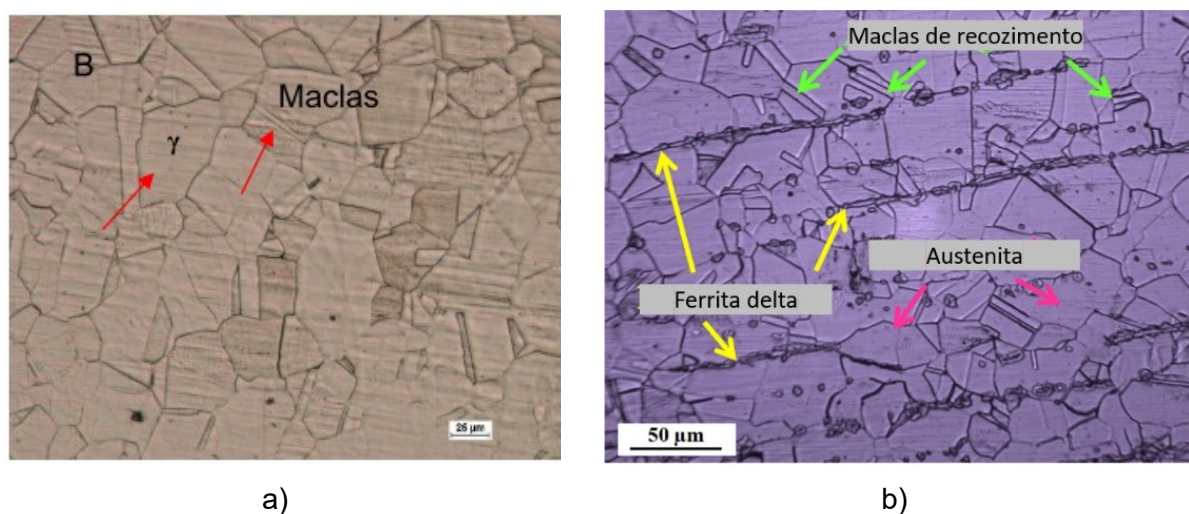 B
Maclas
γ
25 µm
a)
Maclas de recozimento
Austenita
Ferrita delta
50 µm
b)